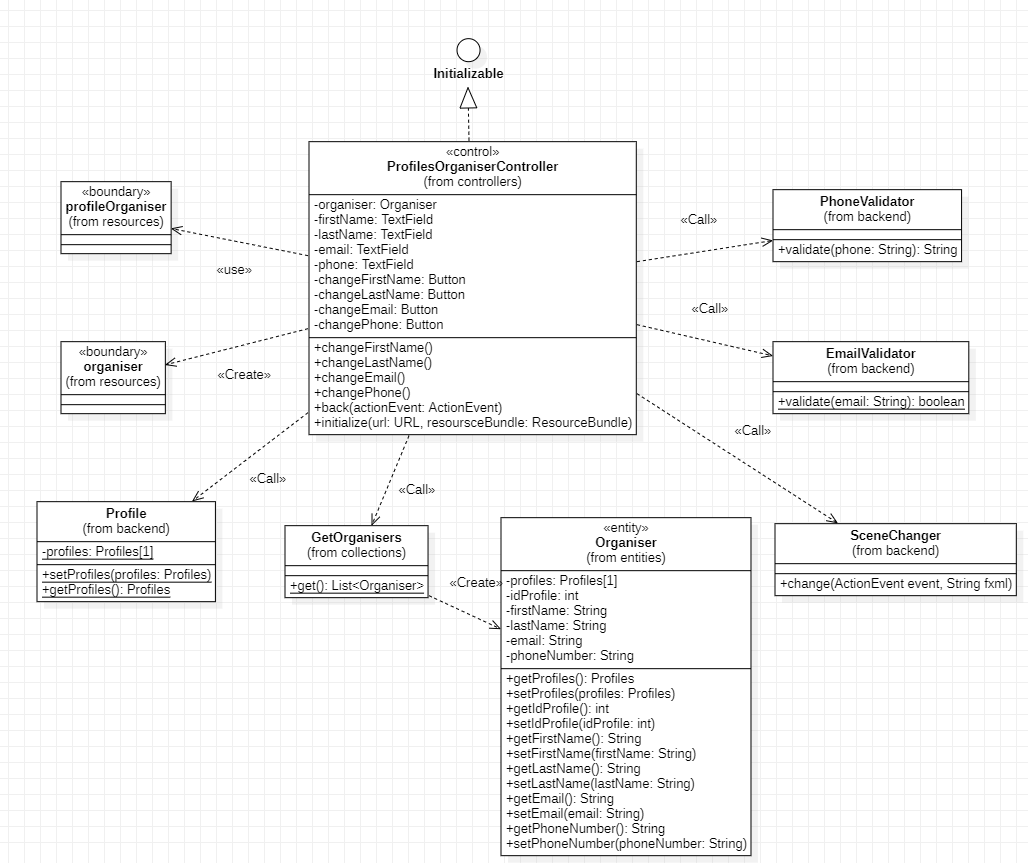 Initializable
«control»
ProfilesOrganiserController
(from controllers)
-organiser: Organiser
-firstName: TextField
-lastName: TextField
-email: TextField
-phone: TextField
-changeFirstName: Button
-changeLastName: Button
-changeEmail: Button
-changePhone: Button
+changeFirstName()
+changeLastName()
+changeEmail()
+changePhone()
+back(actionEvent: ActionEvent)
+initialize(url: URL, resoursceBundle: ResourceBundle)
«boundary»
profileOrganiser
(from resources)
«use»
«boundary»
organiser
(from resources)
«Create»
«Call»
PhoneValidator
(from backend)
+validate(phone: String): String
«Call»
EmailValidator
(from backend)
+validate(email: String): boolean
«Call»
«Call»
Profile
(from backend)
-profiles: Profiles[1]
+setProfiles(profiles: Profiles)
+getProfiles(): Profiles
«Call»
GetOrganisers
(from collections)
+get(): List<Organiser>
«Create»
«entity»
Organiser
(from entities)
-profiles: Profiles[1]
-idProfile: int
-firstName: String
-lastName: String
-email: String
-phoneNumber: String
+getProfiles(): Profiles
+setProfiles(profiles: Profiles)
+getIdProfile(): int
+setIdProfile(idProfile: int)
+getFirstName(): String
+setFirstName(firstName: String)
+getLastName(): String
+setLastName(lastName: String)
+getEmail(): String
+setEmail(email: String)
+getPhoneNumber(): String
+setPhoneNumber(phoneNumber: String)
SceneChanger
(from backend)
+change(ActionEvent event, String fxml)